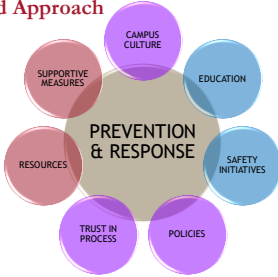 d Approach
CAMPUS
CULTURE
SUPPORTIVE
MEASURES
EDUCATION
PREVENTION
& RESPONSE
RESOURCES
SAFETY
INITIATIVES
TRUST IN
PROCESS
POLICIES